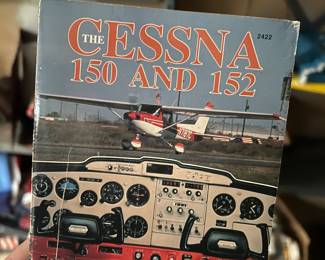 THE CESSNA
2422
150 AND 152